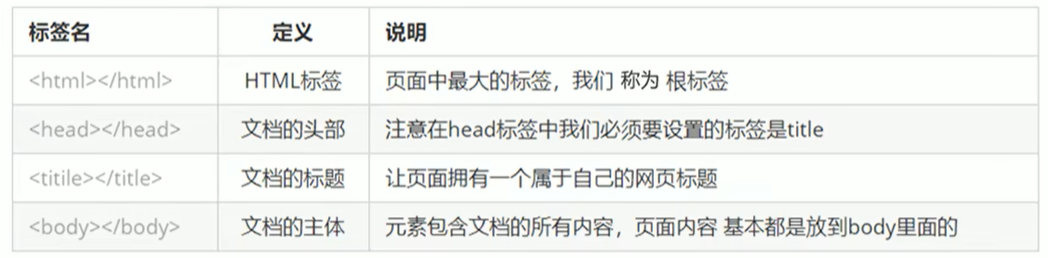 标签名 定义 说明
<html></html> HTML标签 页面中最大的标签，我们 称为 根标签
<head></head> 文档的头部 注意在head标签中我们必须要设置的标签是title
<titile></title> 文档的标题 让页面拥有一个属于自己的网页标题
<body></body> 文档的主体 元素包含文档的所有内容，页面内容 基本都是放到body里面的